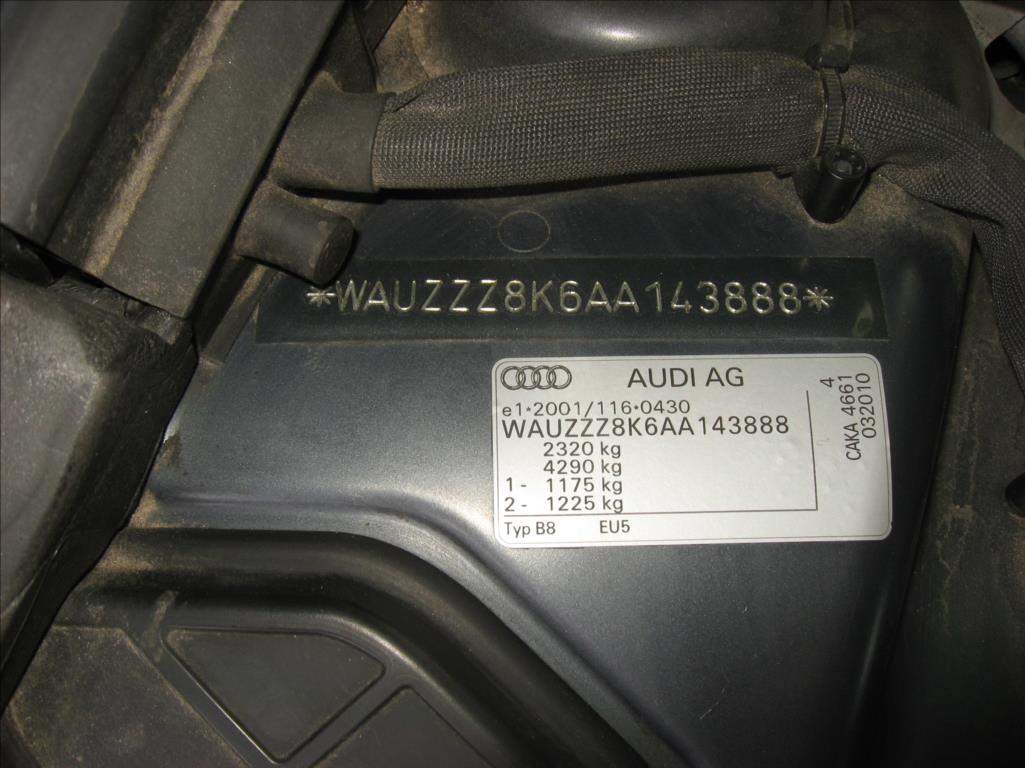 *WAUZZZ8K6AA143888*
AUDI AG
e1*2001/116*0430
WAUZZZ8K6AA143888
2320 kg
4290 kg
1 - 1175 kg
2 - 1225 kg
Typ B8 EU5
4
CAKA 4661
032010